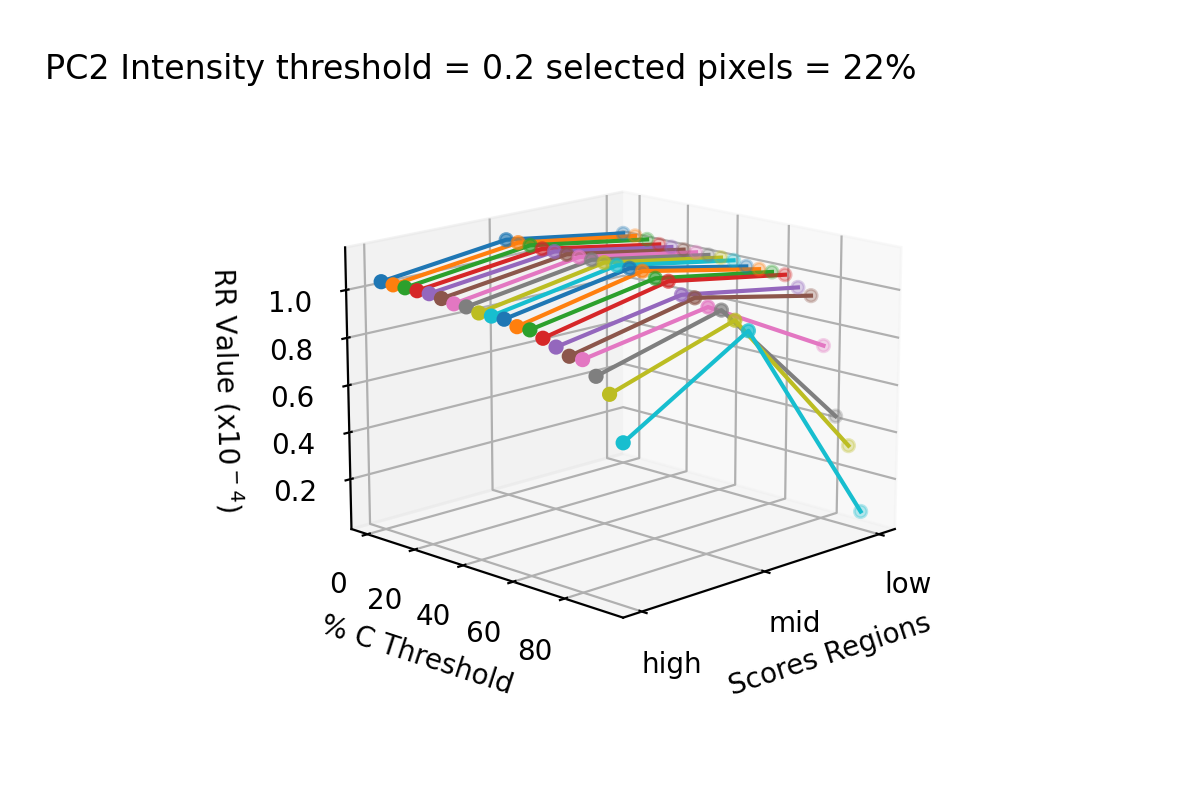 PC2 Intensity threshold = 0.2 selected pixels = 22%
RR Value (x10⁻⁴)
1.0
0.8
0.6
0.4
0.2
0
20
40
60
80
% C Threshold
high
mid
low
Scores Regions